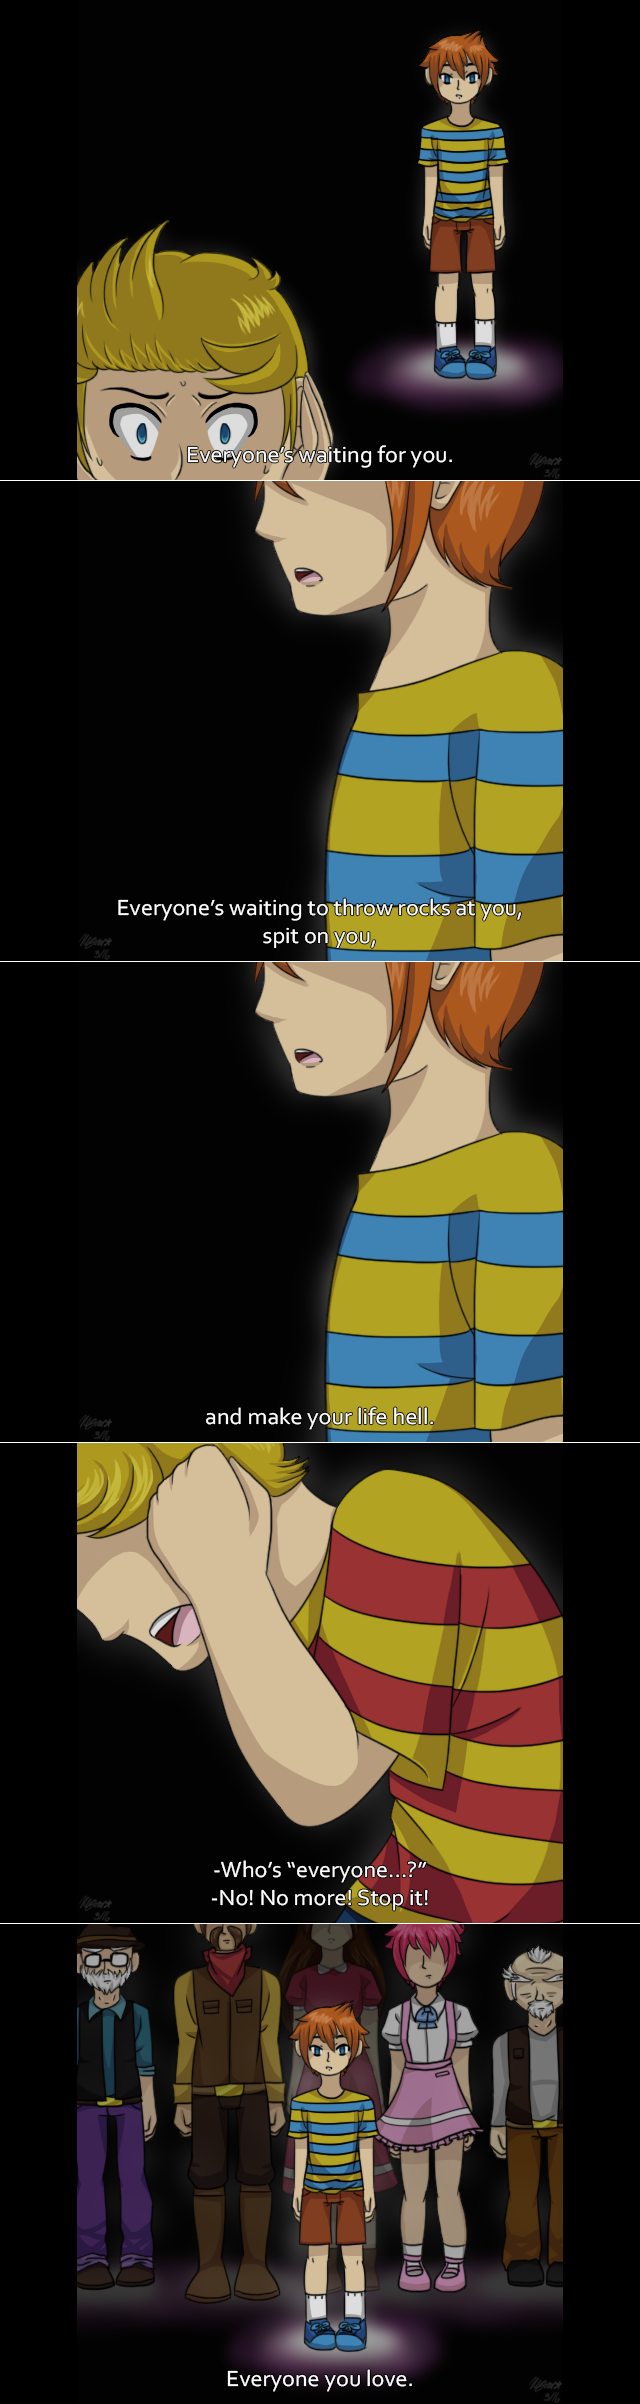 Everyone's waiting for you.
Everyone's waiting to throw rocks at you,
spit on you,
and make your life hell.
-Who's "everyone...?"
-No! No more! Stop it!
Everyone you love.